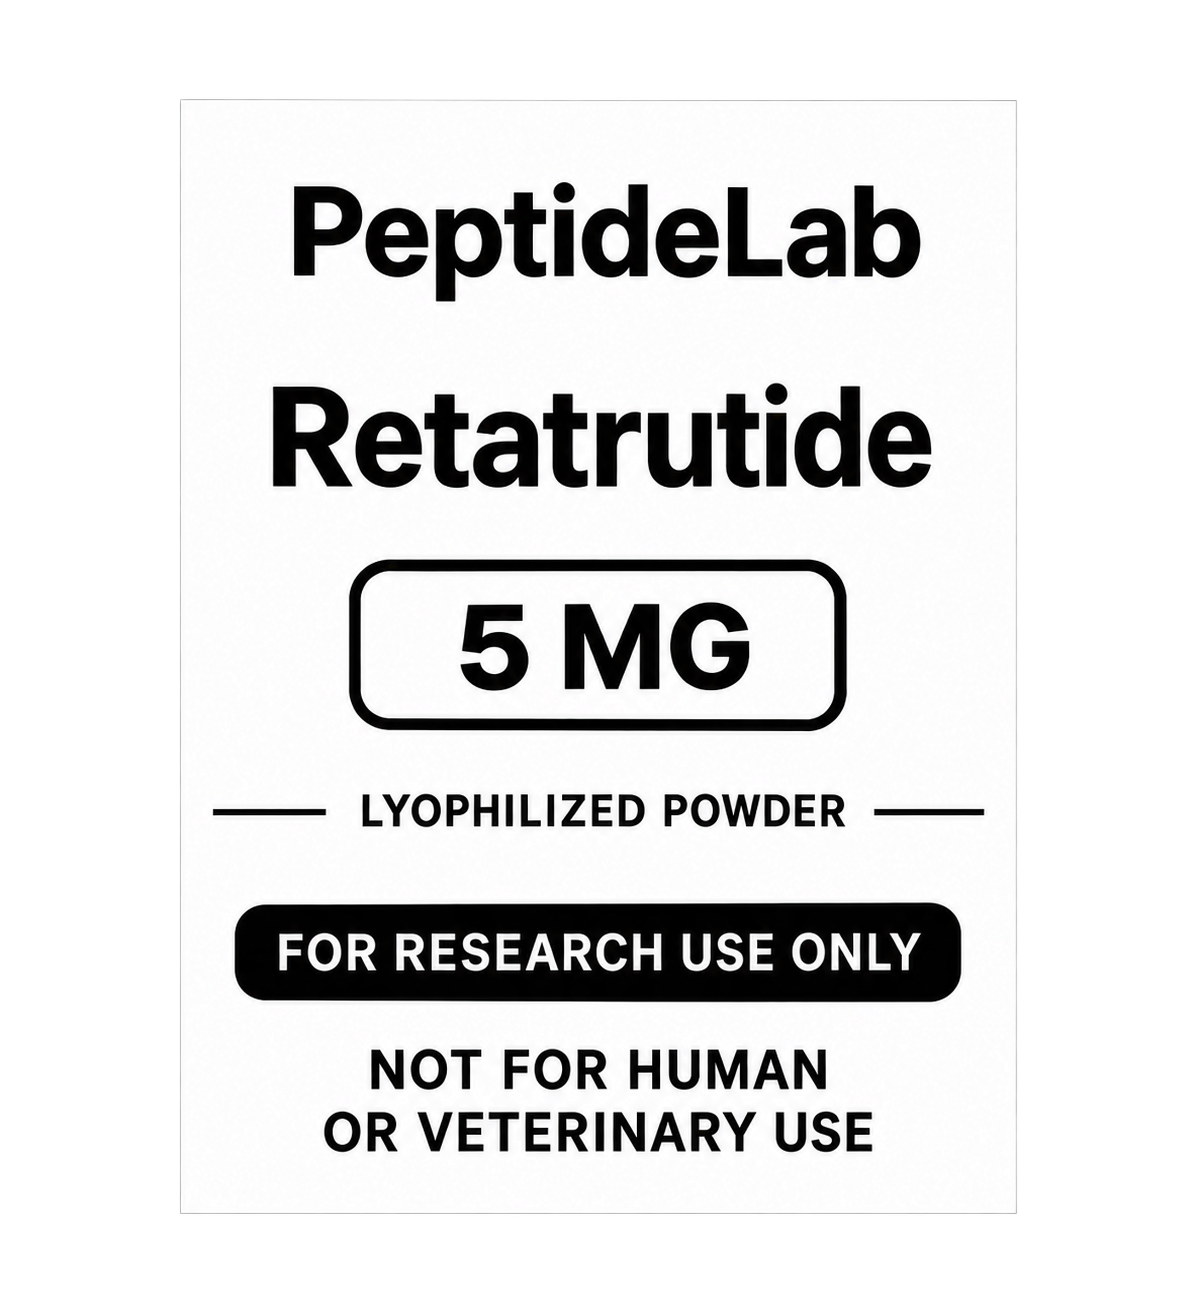 PeptideLab
Retatrutide
5 MG
LYOPHILIZED POWDER
FOR RESEARCH USE ONLY
NOT FOR HUMAN
OR VETERINARY USE